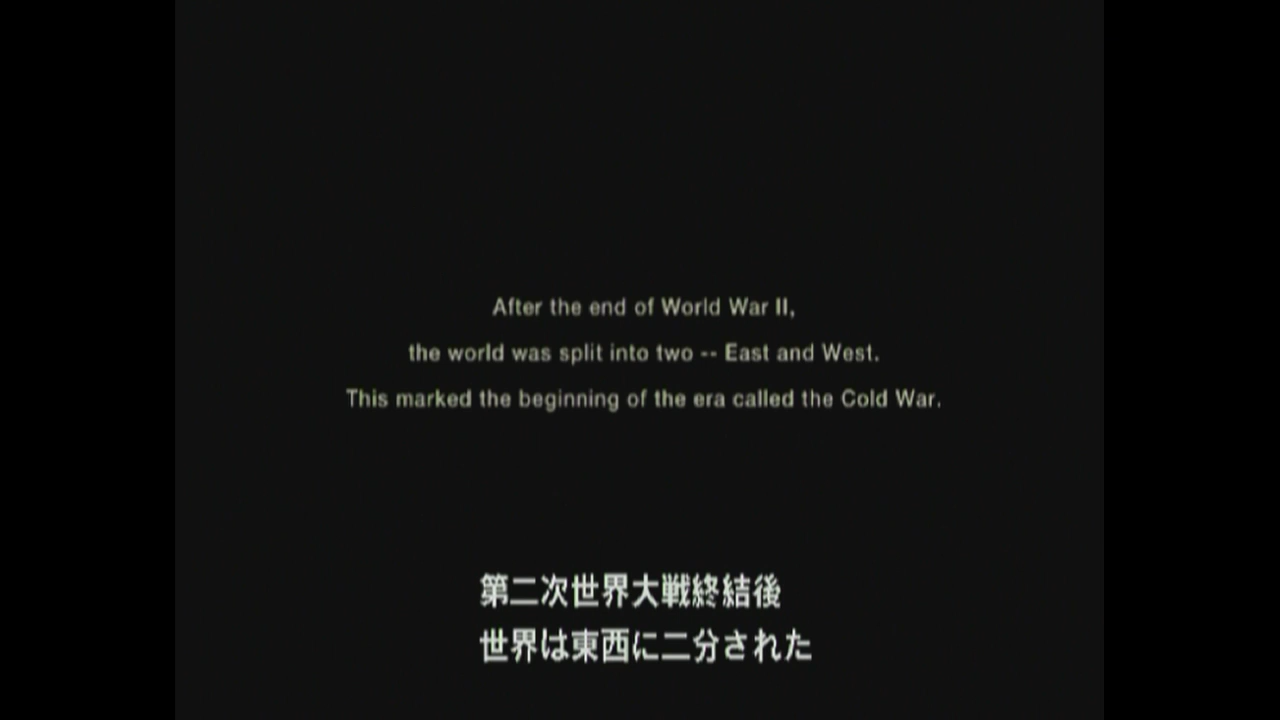 After the end of World War II,
the world was split into two -- East and West.
This marked the beginning of the era called the Cold War.
第二次世界大戦終結後
世界は東西に二分された